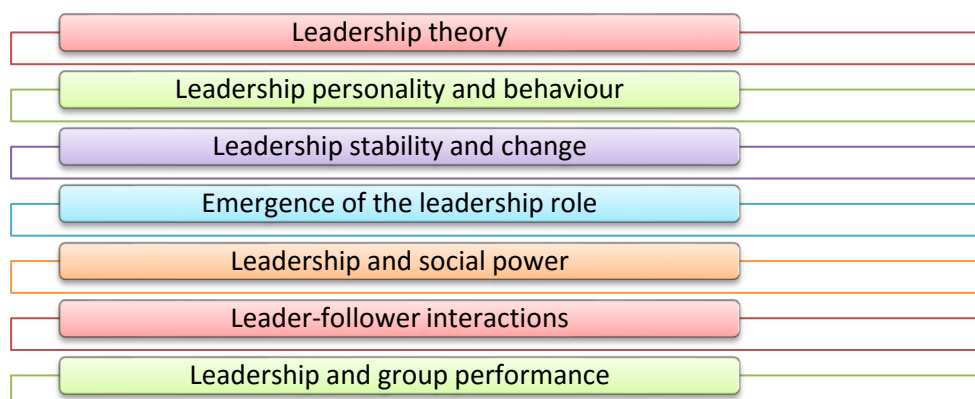 Leadership theory
Leadership personality and behaviour
Leadership stability and change
Emergence of the leadership role
Leadership and social power
Leader-follower interactions
Leadership and group performance